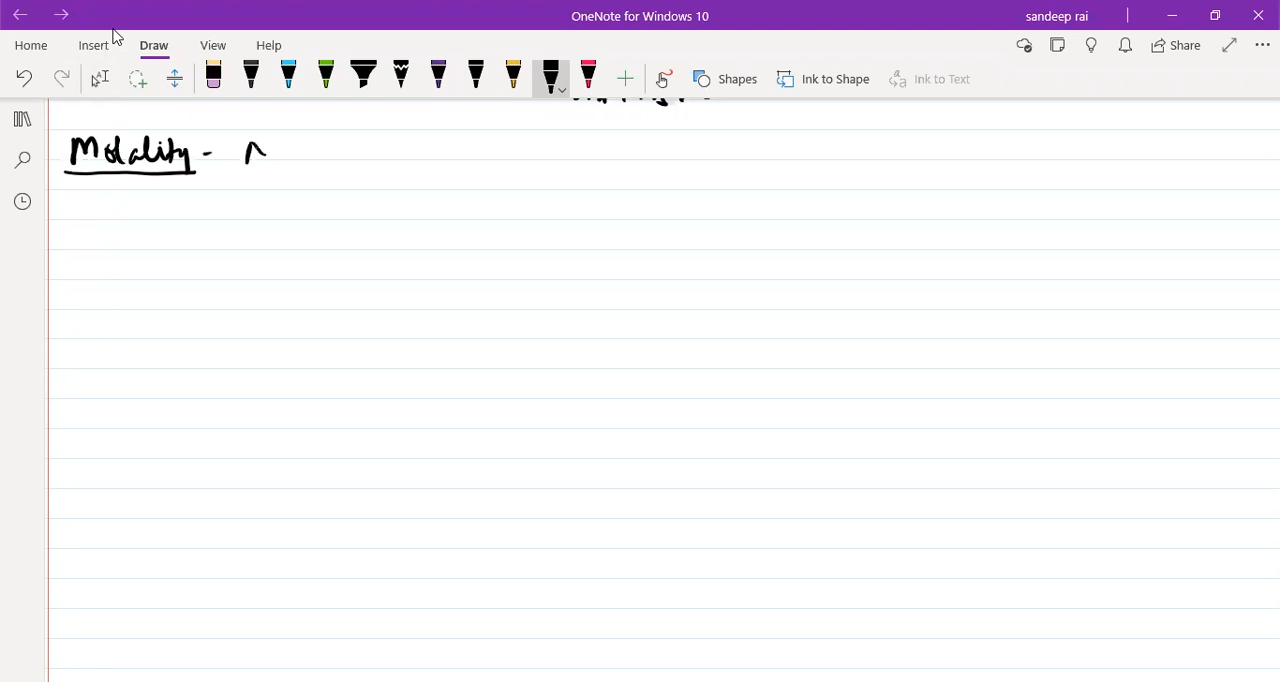 OneNote for Windows 10
sandeep rai
Home Insert Draw View Help Share
Shapes Ink to Shape Ink to Text
Molality -